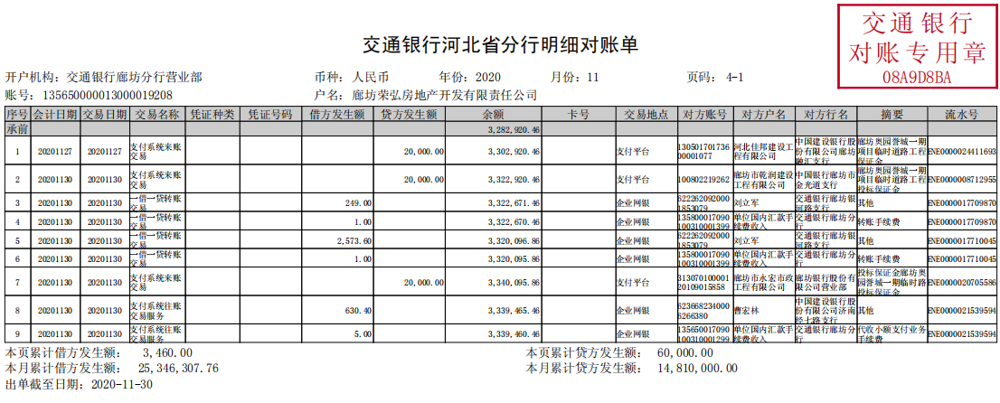 交通银行
对账专用章
08A9D8BA
交通银行河北省分行明细对账单
开户机构：交通银行廊坊分行营业部 币种：人民币 年份：2020 月份：11 页码：4-1
账号：135650000013000019208 户名：廊坊荣弘房地产开发有限责任公司
序号 会计日期 交易日期 交易名称 凭证种类 凭证号码 借方发生额 贷方发生额 余额 卡号 交易地点 对方账号 对方户名 对方行名 摘要 流水号
承前 3,282,920.46
1 20201127 20201127 支付系统来账交易 20,000.00 3,302,920.46 支付平台 13050170173600001077 河北佳邦建设工程有限公司 中国建设银行股份有限公司廊坊融汇支行 廊坊奥园誉城一期项目临时道路工程保证金 ENE0000024411693
2 20201130 20201130 支付系统来账交易 20,000.00 3,322,920.46 支付平台 100802219262 廊坊市乾润建设工程有限公司 中国银行廊坊市金光道支行 廊坊奥园誉城一期项目临时道路工程投标保证金 ENE0000008712955
3 20201130 20201130 一借一贷转账交易 249.00 3,322,671.46 企业网银 6222620920001853079 刘立军 交通银行廊坊银河路支行 其他 ENE0000017709870
4 20201130 20201130 一借一贷转账交易 1.00 3,322,670.46 企业网银 135800017090100310001399 单位国内汇款手续费收入 交通银行廊坊分行 转账手续费 ENE0000017709870
5 20201130 20201130 一借一贷转账交易 2,573.60 3,320,096.86 企业网银 6222620920001853079 刘立军 交通银行廊坊银河路支行 其他 ENE0000017710045
6 20201130 20201130 一借一贷转账交易 1.00 3,320,095.86 企业网银 135800017090100310001399 单位国内汇款手续费收入 交通银行廊坊分行 转账手续费 ENE0000017710045
7 20201130 20201130 支付系统来账交易 20,000.00 3,340,095.86 支付平台 31307010000120109015858 廊坊市永宏市政工程有限公司 廊坊银行股份有限公司营业部 投标保证金廊坊奥园誉城一期临时路投标保证金 ENE0000020705586
8 20201130 20201130 支付系统往账交易服务 630.40 3,339,465.46 企业网银 6236682340006266380 曹宏林 中国建设银行股份有限公司济南经七路支行 其他 ENE0000021539594
9 20201130 20201130 支付系统往账交易服务 5.00 3,339,460.46 企业网银 135650017090100310001299 单位国内汇款手续费收入 交通银行廊坊分行 代收小额支付业务手续费 ENE0000021539594
本页累计借方发生额： 3,460.00 本页累计贷方发生额： 60,000.00
本月累计借方发生额： 25,346,307.76 本月累计贷方发生额： 14,810,000.00
出单截至日期：2020-11-30